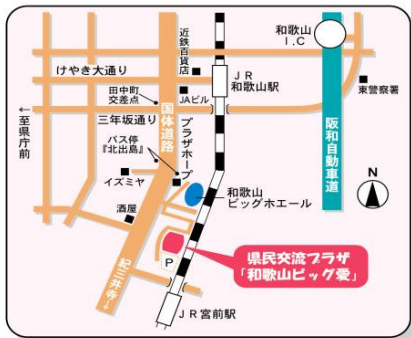 近鉄百貨店
和歌山
I.C
けやき大通り
JR
和歌山駅
東警察署
田中町
交差点
JAビル
←至県庁前
三年坂通り
国体道路
プラザホープ
阪和自動車道
バス停
『北出島』
N
イズミヤ
和歌山
ビッグホエール
酒屋
県民交流プラザ
「和歌山ビッグ愛」
P
紀三井寺→
JR宮前駅